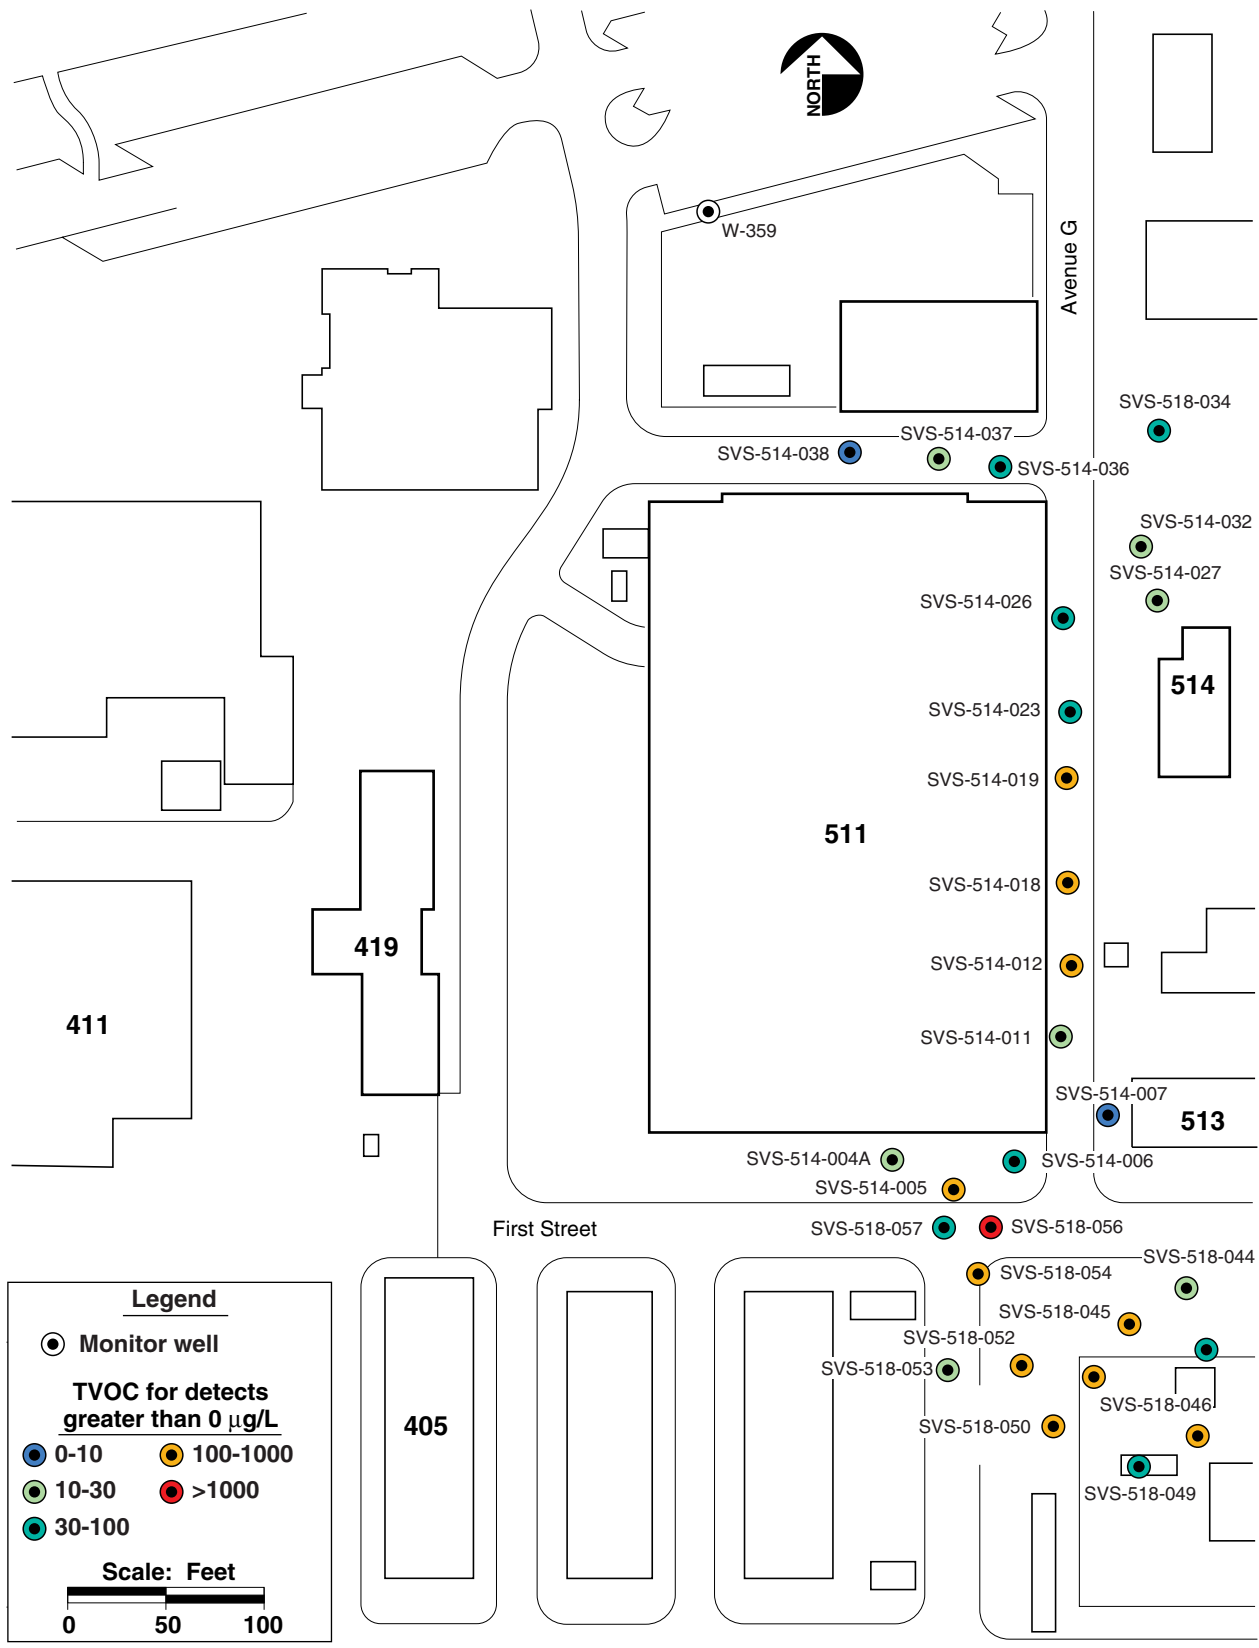 NORTH
W-359
Avenue G
SVS-518-034
SVS-514-037
SVS-514-038
SVS-514-036
SVS-514-032
SVS-514-027
SVS-514-026
514
SVS-514-023
SVS-514-019
511
SVS-514-018
419
SVS-514-012
411
SVS-514-011
SVS-514-007
513
SVS-514-004A
SVS-514-006
SVS-514-005
First Street
SVS-518-057
SVS-518-056
SVS-518-044
SVS-518-054
SVS-518-045
SVS-518-052
SVS-518-053
SVS-518-046
405
SVS-518-050
SVS-518-049
Legend
Monitor well
TVOC for detects
greater than 0 μg/L
0-10
100-1000
10-30
>1000
30-100
Scale: Feet
0 50 100